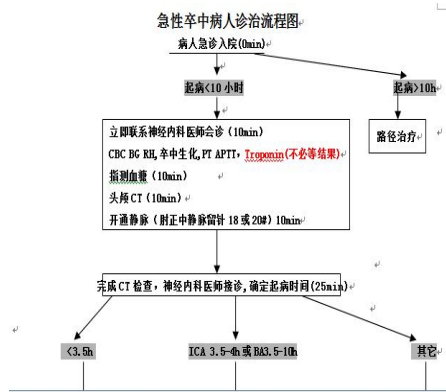 急性卒中病人诊治流程图
病人急诊入院(0min)
起病<10小时
起病>10h
立即联系神经内科医师会诊（10min）
CBC BG RH,卒中生化,PT APTT，Troponin(不必等结果)
指测血糖（10min）
头颅CT（10min）
开通静脉（肘正中静脉留针18或20#）10min
路径治疗
完成CT检查，神经内科医师接诊,确定起病时间(25min)
<3.5h
ICA 3.5-4h或BA3.5-10h
其它